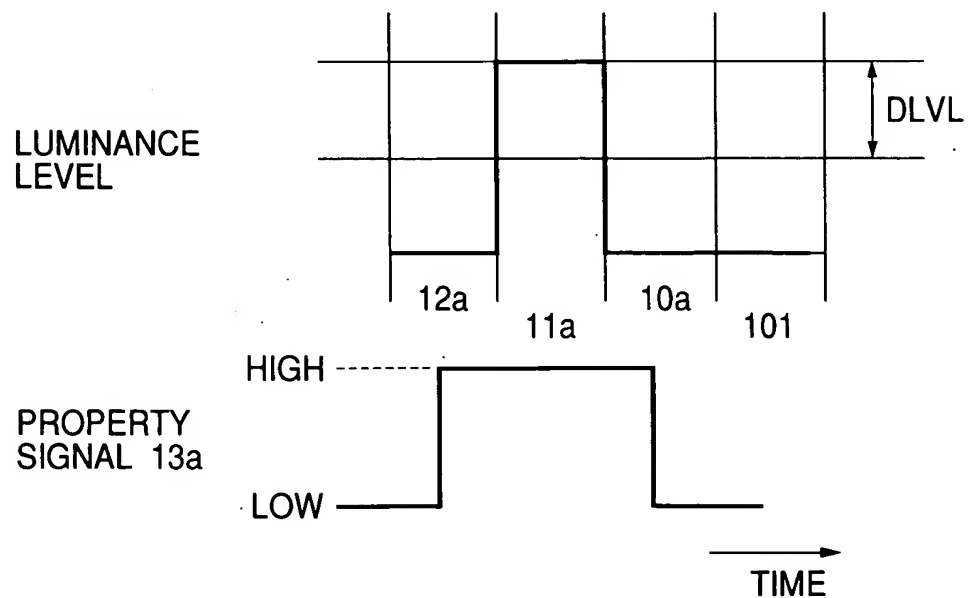 DLVL
LUMINANCE
LEVEL
12a
11a
10a
101
HIGH
PROPERTY
SIGNAL 13a
LOW
TIME